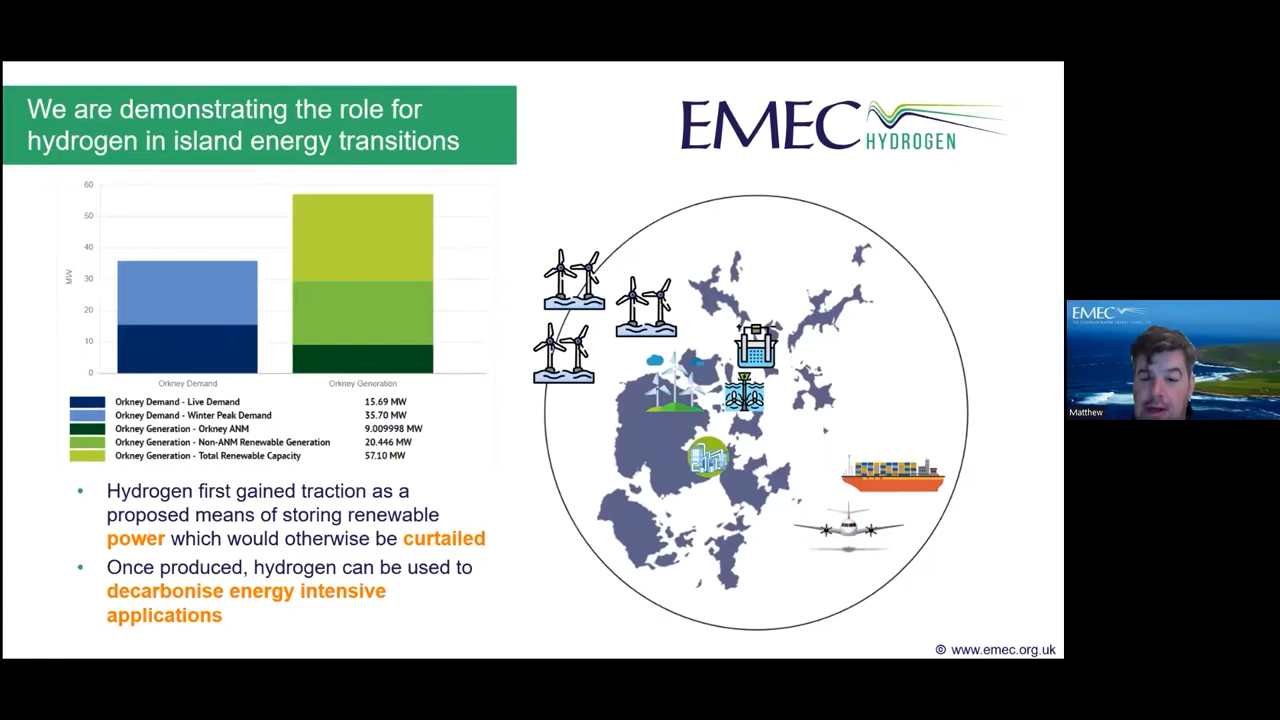 We are demonstrating the role for
hydrogen in island energy transitions
EMEC
HYDROGEN
60
50
40
30
20
10
0
MW
Orkney Demand
Orkney Generation
Orkney Demand - Live Demand 15.69 MW
Orkney Demand - Winter Peak Demand 35.70 MW
Orkney Generation - Orkney ANM 9.009998 MW
Orkney Generation - Non-ANM Renewable Generation 20.446 MW
Orkney Generation - Total Renewable Capacity 57.10 MW
• Hydrogen first gained traction as a
proposed means of storing renewable
power which would otherwise be curtailed
• Once produced, hydrogen can be used to
decarbonise energy intensive
applications
© www.emec.org.uk
EMEC
Matthew